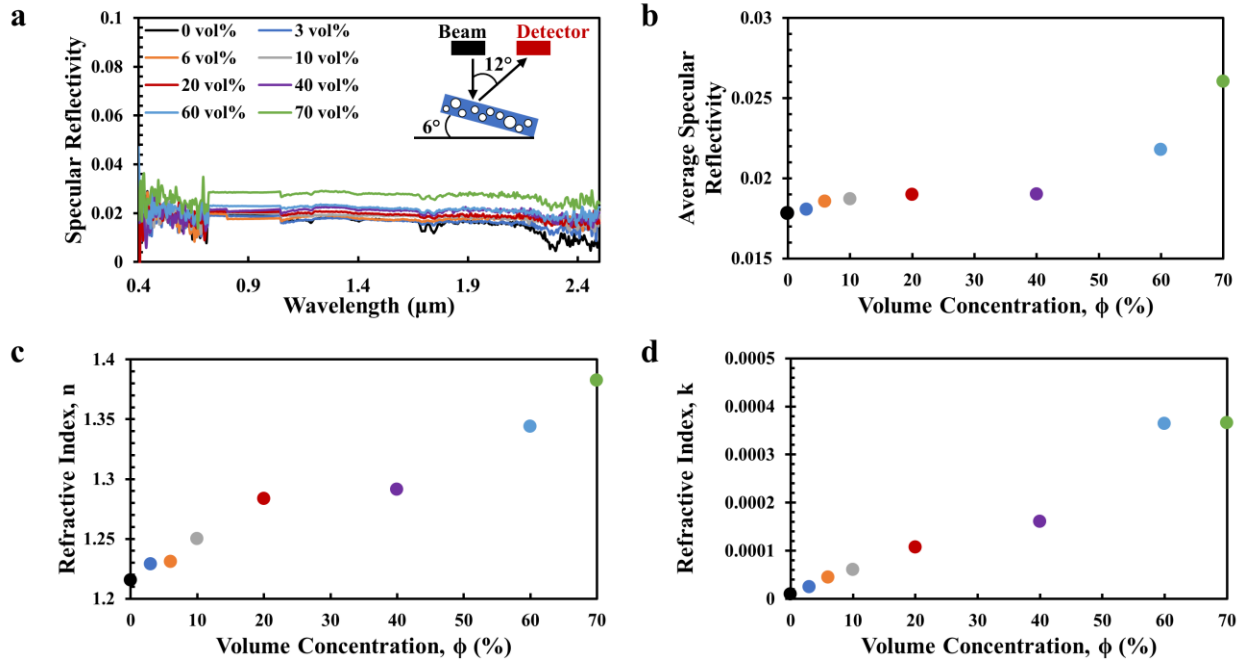 a
0 vol%
3 vol%
6 vol%
10 vol%
20 vol%
40 vol%
60 vol%
70 vol%
Beam
Detector
12°
6°
Specular Reflectivity
0.1
0.08
0.06
0.04
0.02
0
0.4
0.9
1.4
1.9
2.4
Wavelength (μm)
b
Average Specular
Reflectivity
0.03
0.025
0.02
0.015
0
10
20
30
40
50
60
70
Volume Concentration, ϕ (%)
c
Refractive Index, n
1.4
1.35
1.3
1.25
1.2
0
10
20
30
40
50
60
70
Volume Concentration, ϕ (%)
d
Refractive Index, k
0.0005
0.0004
0.0003
0.0002
0.0001
0
0
10
20
30
40
50
60
70
Volume Concentration, ϕ (%)